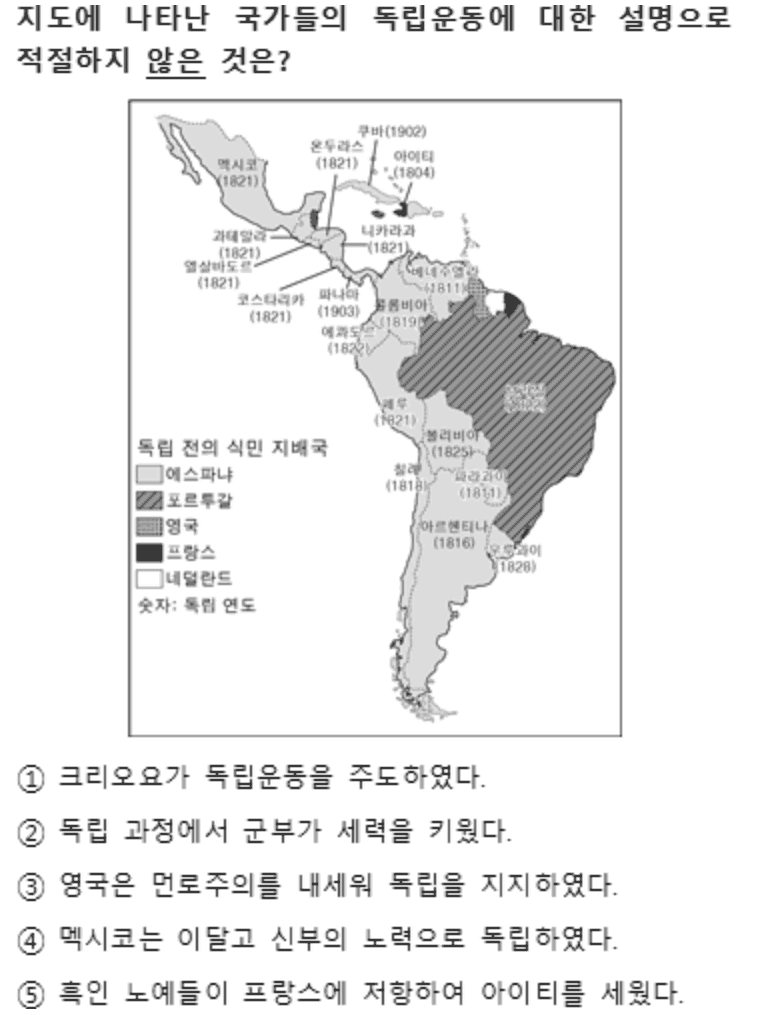 지도에 나타난 국가들의 독립운동에 대한 설명으로
적절하지 않은 것은?
쿠바(1902)
온두라스
(1821)
아이티
(1804)
멕시코
(1821)
과테말라
(1821)
니카라과
(1821)
엘살바도르
(1821)
베네수엘라
(1811)
코스타리카
(1821)
파나마
(1903)
콜롬비아
(1819)
에콰도르
(1822)
페루
(1821)
볼리비아
(1825)
칠레
(1818)
파라과이
(1811)
아르헨티나
(1816)
우루과이
(1828)
독립 전의 식민 지배국
에스파냐
포르투갈
영국
프랑스
네덜란드
숫자: 독립 연도
① 크리오요가 독립운동을 주도하였다.
② 독립 과정에서 군부가 세력을 키웠다.
③ 영국은 먼로주의를 내세워 독립을 지지하였다.
④ 멕시코는 이달고 신부의 노력으로 독립하였다.
⑤ 흑인 노예들이 프랑스에 저항하여 아이티를 세웠다.